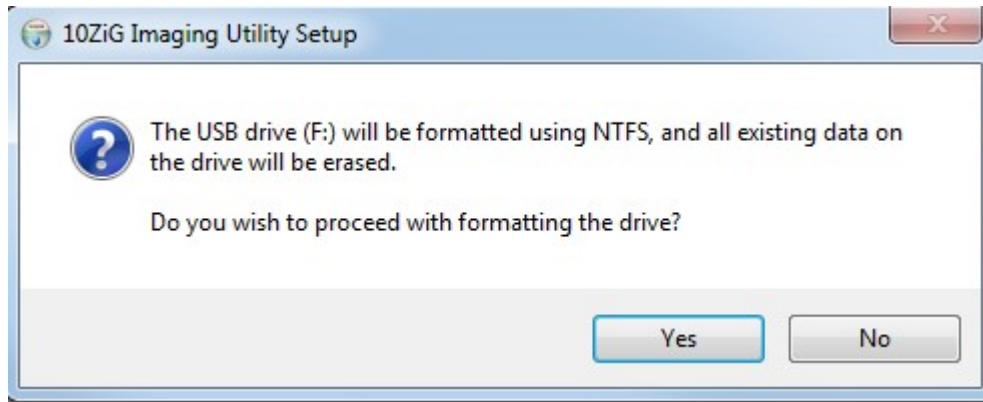 10ZiG Imaging Utility Setup
The USB drive (F:) will be formatted using NTFS, and all existing data on
the drive will be erased.
Do you wish to proceed with formatting the drive?
Yes
No